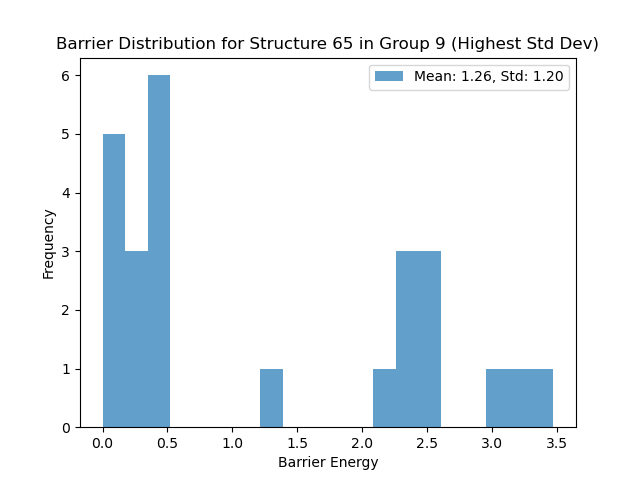 Barrier Distribution for Structure 65 in Group 9 (Highest Std Dev)
Mean: 1.26, Std: 1.20
Frequency
6
5
4
3
2
1
0
0.0 0.5 1.0 1.5 2.0 2.5 3.0 3.5
Barrier Energy